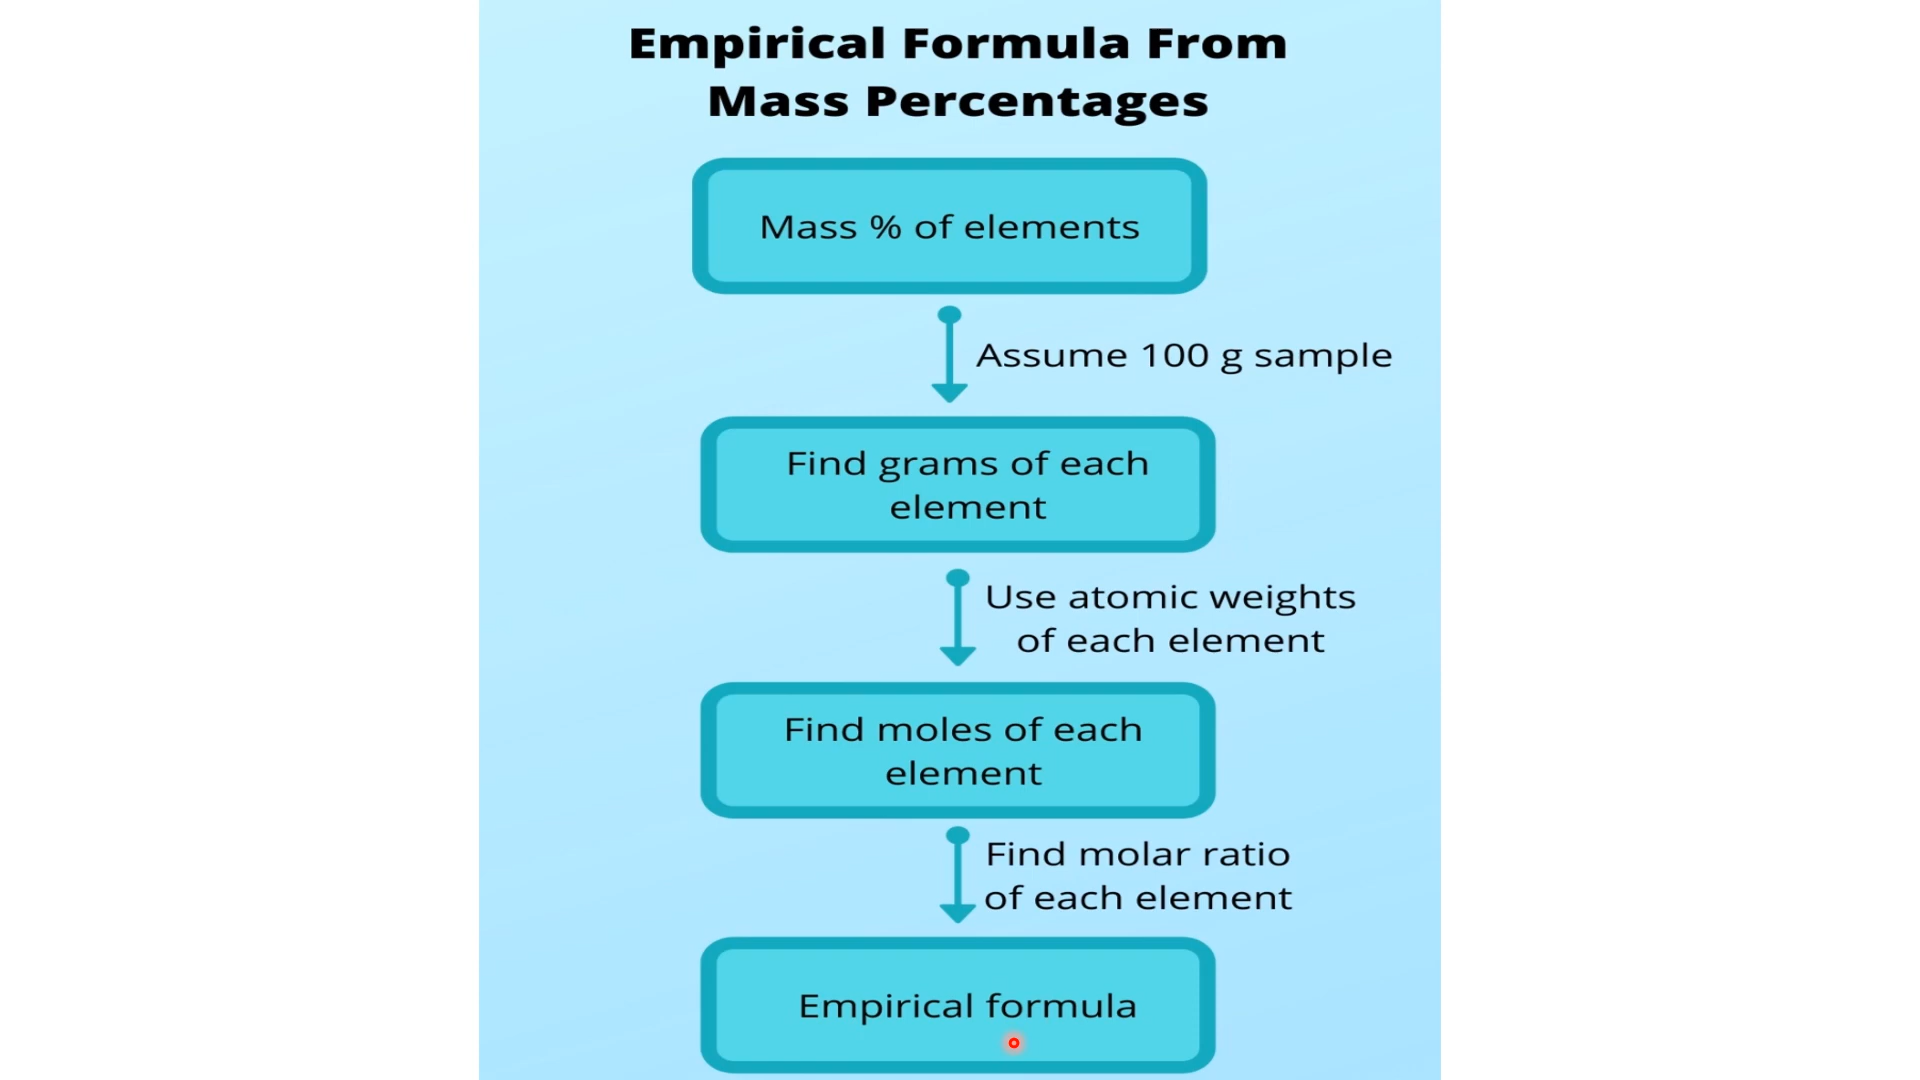 Empirical Formula From
Mass Percentages
Mass % of elements
Assume 100 g sample
Find grams of each
element
Use atomic weights
of each element
Find moles of each
element
Find molar ratio
of each element
Empirical formula